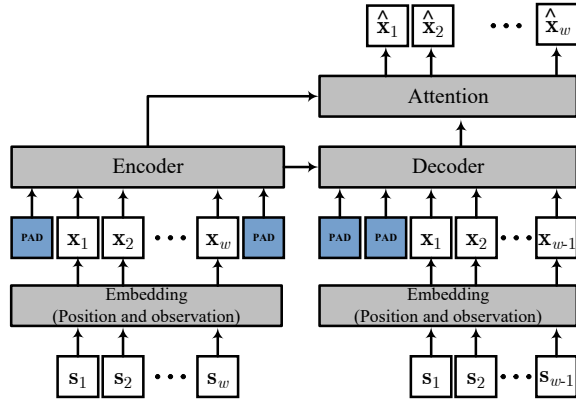 x̂₁ x̂₂ ••• x̂w
Attention
Encoder Decoder
PAD x₁ x₂ ••• xw PAD PAD PAD x₁ x₂ ••• xw-1
Embedding
(Position and observation)
Embedding
(Position and observation)
s₁ s₂ ••• sw s₁ s₂ ••• sw-1